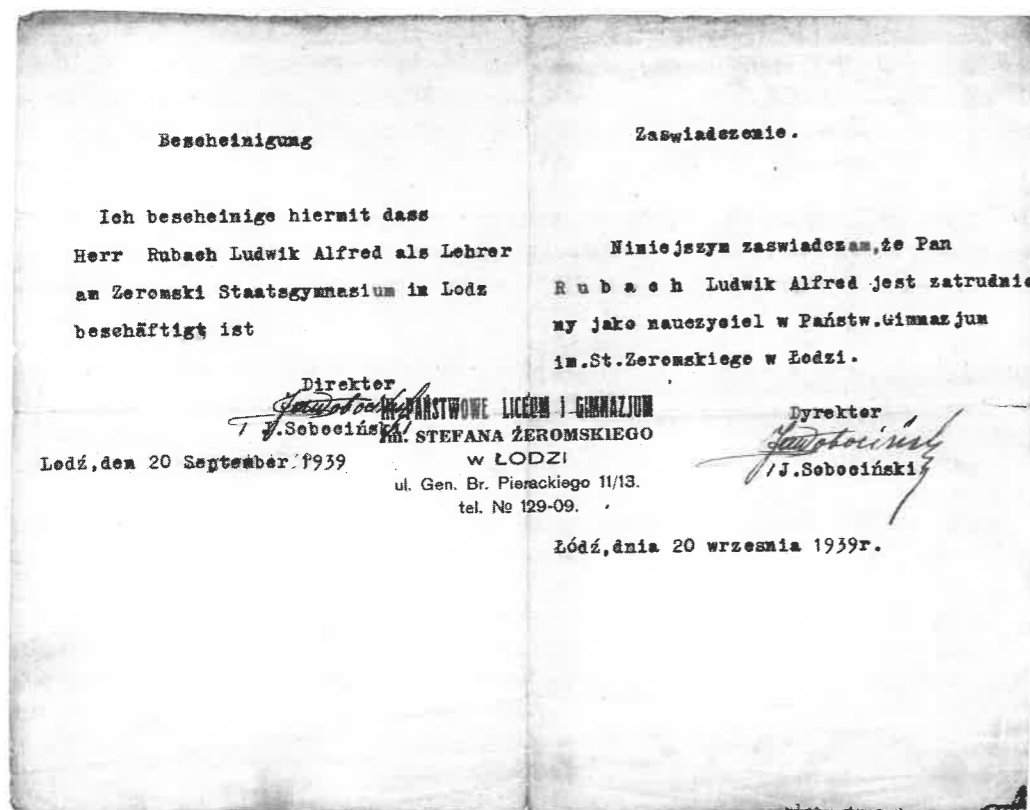 Bescheinigung
Ich bescheinige hiermit dass
Herr Rubach Ludwik Alfred als Lehrer
am Zeromski Staatsgymnasium in Lodz
beschäftigt ist
Direktor
J.Sobociński
Lodź,den 20 September 1939
PAŃSTWOWE LICEUM I GIMNAZJUM
im. STEFANA ŻEROMSKIEGO
w ŁODZI
ul. Gen. Br. Pierackiego 11/13.
tel. № 129-09.
Zaswiadczenie.
Niniejszym zaswiadczam,że Pan
R u b a c h Ludwik Alfred jest zatrudnio
ny jako nauczyciel w Państw.Gimnazjum
im.St.Zeromskiego w Łodzi.
Dyrektor
J.Sobociński
Łódź,dnia 20 wrzesnia 1939r.